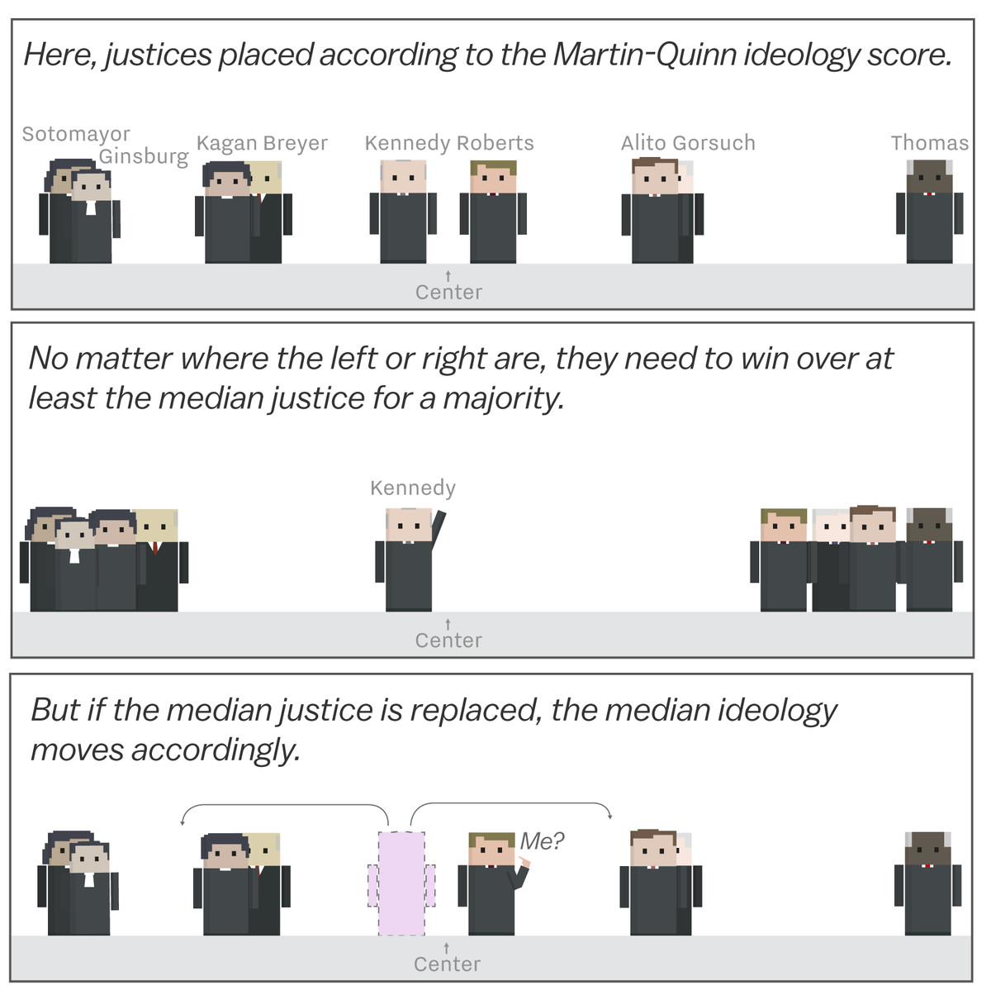 Here, justices placed according to the Martin-Quinn ideology score.
Sotomayor
Ginsburg
Kagan Breyer
Kennedy Roberts
Alito Gorsuch
Thomas
Center
No matter where the left or right are, they need to win over at
least the median justice for a majority.
Kennedy
Center
But if the median justice is replaced, the median ideology
moves accordingly.
Me?
Center